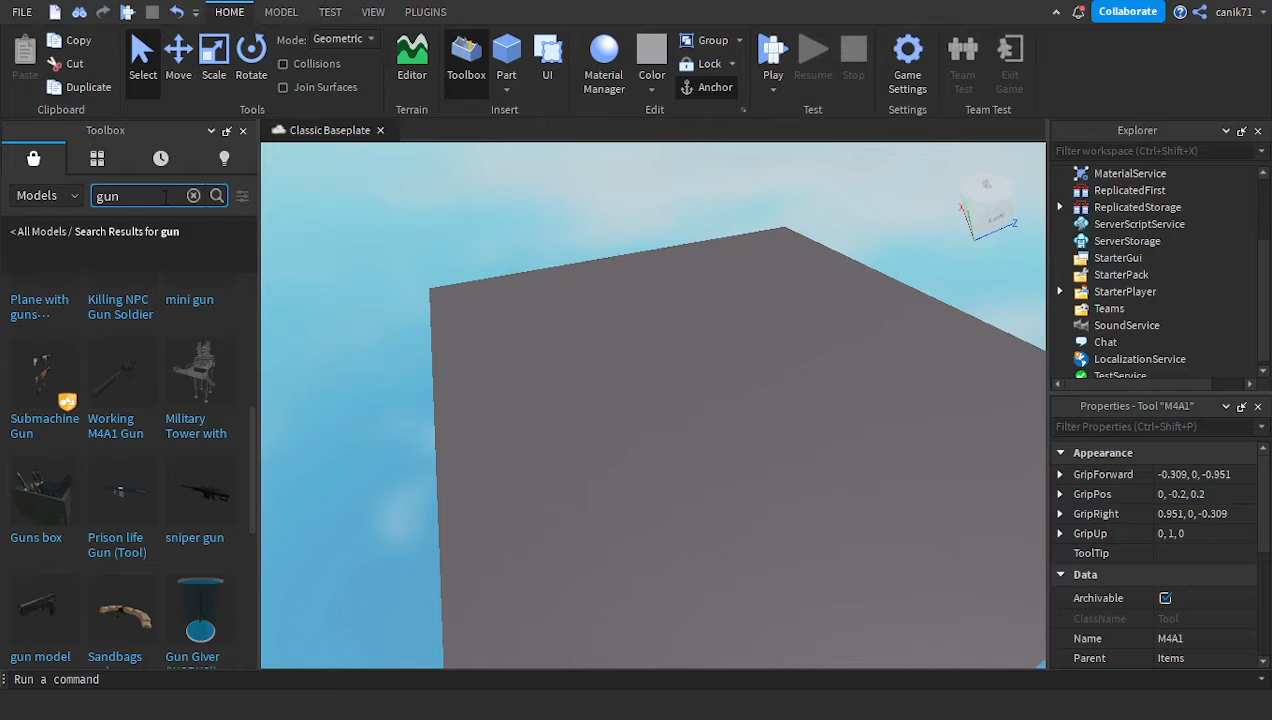 FILE HOME MODEL TEST VIEW PLUGINS Collaborate canik71
Paste Copy Cut Duplicate Clipboard
Select Move Scale Rotate Mode: Geometric Collisions Join Surfaces Tools
Editor Terrain
Toolbox Part UI Insert
Material Manager Color Group Lock Anchor Edit
Play Resume Stop Test
Game Settings Settings
Team Test Exit Game Team Test
Toolbox
Models gun
< All Models / Search Results for gun
Plane with guns··· Killing NPC Gun Soldier mini gun
Submachine Gun Working M4A1 Gun Military Tower with
Guns box Prison life Gun (Tool) sniper gun
gun model Sandbags Gun Giver
Classic Baseplate
X Z
Explorer
Filter workspace (Ctrl+Shift+X)
MaterialService
ReplicatedFirst
ReplicatedStorage
ServerScriptService
ServerStorage
StarterGui
StarterPack
StarterPlayer
Teams
SoundService
Chat
LocalizationService
TestService
Properties - Tool "M4A1"
Filter Properties (Ctrl+Shift+P)
Appearance
GripForward -0.309, 0, -0.951
GripPos 0, -0.2, 0.2
GripRight 0.951, 0, -0.309
GripUp 0, 1, 0
ToolTip
Data
Archivable
ClassName Tool
Name M4A1
Parent Items
Run a command